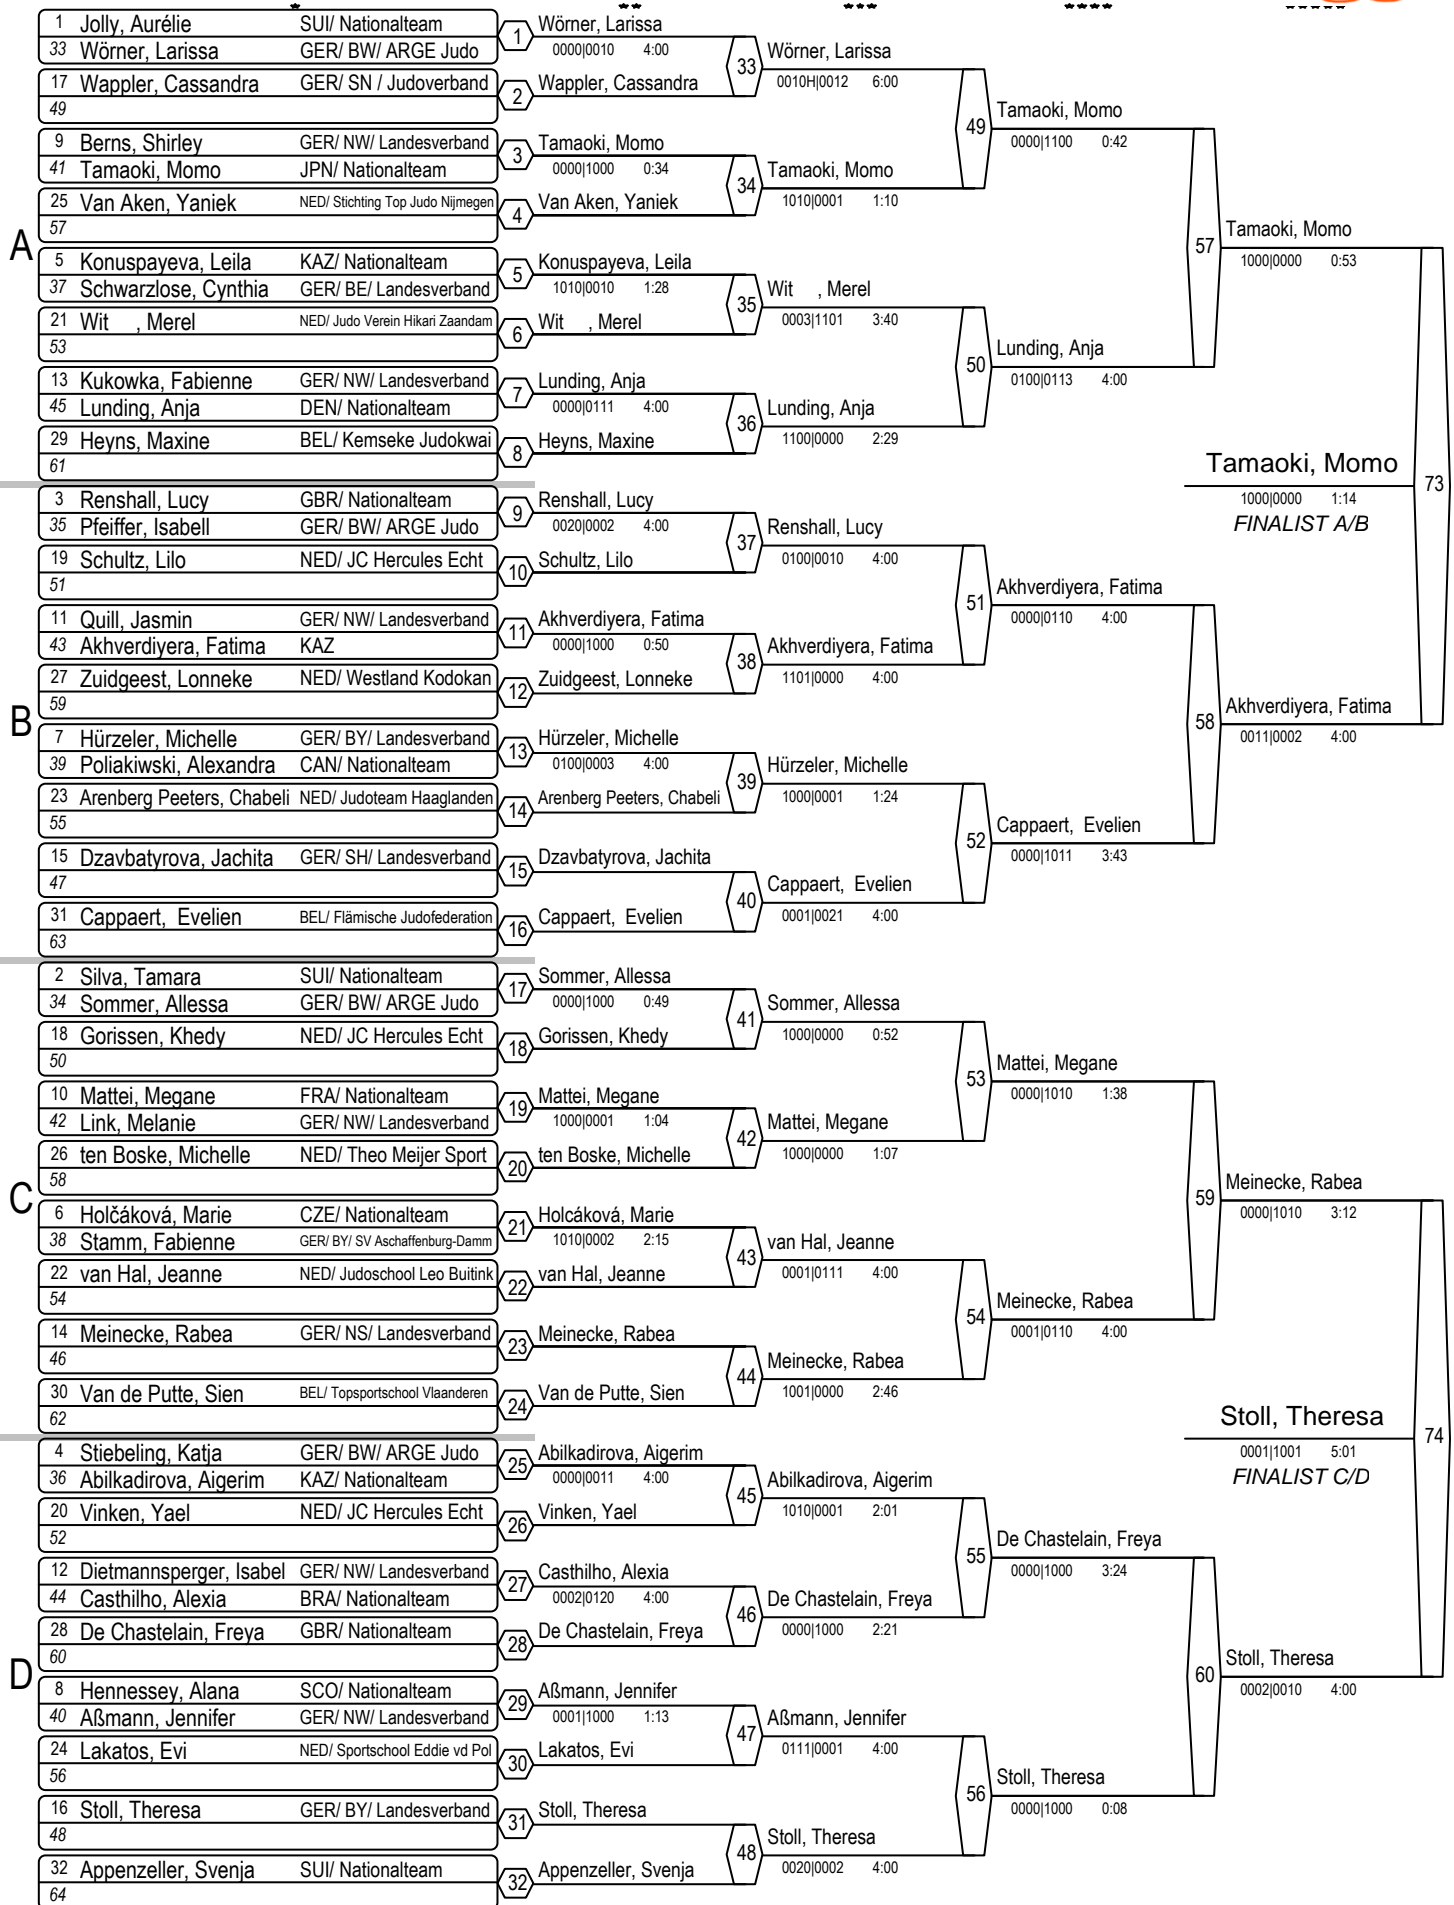 * ** *** **** *****
1 Jolly, Aurélie SUI/ Nationalteam
33 Wörner, Larissa GER/ BW/ ARGE Judo
1 Wörner, Larissa
0000|0010 4:00
17 Wappler, Cassandra GER/ SN / Judoverband
49
2 Wappler, Cassandra
33 Wörner, Larissa
0010H|0012 6:00
9 Berns, Shirley GER/ NW/ Landesverband
41 Tamaoki, Momo JPN/ Nationalteam
3 Tamaoki, Momo
0000|1000 0:34
25 Van Aken, Yaniek NED/ Stichting Top Judo Nijmegen
57
4 Van Aken, Yaniek
34 Tamaoki, Momo
1010|0001 1:10
49 Tamaoki, Momo
0000|1100 0:42
A
5 Konuspayeva, Leila KAZ/ Nationalteam
37 Schwarzlose, Cynthia GER/ BE/ Landesverband
5 Konuspayeva, Leila
1010|0010 1:28
21 Wit , Merel NED/ Judo Verein Hikari Zaandam
53
6 Wit , Merel
35 Wit , Merel
0003|1101 3:40
13 Kukowka, Fabienne GER/ NW/ Landesverband
45 Lunding, Anja DEN/ Nationalteam
7 Lunding, Anja
0000|0111 4:00
29 Heyns, Maxine BEL/ Kemseke Judokwai
61
8 Heyns, Maxine
36 Lunding, Anja
1100|0000 2:29
50 Lunding, Anja
0100|0113 4:00
57 Tamaoki, Momo
1000|0000 0:53
3 Renshall, Lucy GBR/ Nationalteam
35 Pfeiffer, Isabell GER/ BW/ ARGE Judo
9 Renshall, Lucy
0020|0002 4:00
19 Schultz, Lilo NED/ JC Hercules Echt
51
10 Schultz, Lilo
37 Renshall, Lucy
0100|0010 4:00
11 Quill, Jasmin GER/ NW/ Landesverband
43 Akhverdiyera, Fatima KAZ
11 Akhverdiyera, Fatima
0000|1000 0:50
27 Zuidgeest, Lonneke NED/ Westland Kodokan
59
12 Zuidgeest, Lonneke
38 Akhverdiyera, Fatima
1101|0000 4:00
51 Akhverdiyera, Fatima
0000|0110 4:00
B
7 Hürzeler, Michelle GER/ BY/ Landesverband
39 Poliakiwski, Alexandra CAN/ Nationalteam
13 Hürzeler, Michelle
0100|0003 4:00
23 Arenberg Peeters, Chabeli NED/ Judoteam Haaglanden
55
14 Arenberg Peeters, Chabeli
39 Hürzeler, Michelle
1000|0001 1:24
15 Dzavbatyrova, Jachita GER/ SH/ Landesverband
47
15 Dzavbatyrova, Jachita
31 Cappaert, Evelien BEL/ Flämische Judofederation
63
16 Cappaert, Evelien
40 Cappaert, Evelien
0001|0021 4:00
52 Cappaert, Evelien
0000|1011 3:43
58 Akhverdiyera, Fatima
0011|0002 4:00
Tamaoki, Momo 73
1000|0000 1:14
FINALIST A/B
2 Silva, Tamara SUI/ Nationalteam
34 Sommer, Allessa GER/ BW/ ARGE Judo
17 Sommer, Allessa
0000|1000 0:49
18 Gorissen, Khedy NED/ JC Hercules Echt
50
18 Gorissen, Khedy
41 Sommer, Allessa
1000|0000 0:52
10 Mattei, Megane FRA/ Nationalteam
42 Link, Melanie GER/ NW/ Landesverband
19 Mattei, Megane
1000|0001 1:04
26 ten Boske, Michelle NED/ Theo Meijer Sport
58
20 ten Boske, Michelle
42 Mattei, Megane
1000|0000 1:07
53 Mattei, Megane
0000|1010 1:38
C
6 Holčáková, Marie CZE/ Nationalteam
38 Stamm, Fabienne GER/ BY/ SV Aschaffenburg-Damm
21 Holcáková, Marie
1010|0002 2:15
22 van Hal, Jeanne NED/ Judoschool Leo Buitink
54
22 van Hal, Jeanne
43 van Hal, Jeanne
0001|0111 4:00
14 Meinecke, Rabea GER/ NS/ Landesverband
46
23 Meinecke, Rabea
30 Van de Putte, Sien BEL/ Topsportschool Vlaanderen
62
24 Van de Putte, Sien
44 Meinecke, Rabea
1001|0000 2:46
54 Meinecke, Rabea
0001|0110 4:00
59 Meinecke, Rabea
0000|1010 3:12
4 Stiebeling, Katja GER/ BW/ ARGE Judo
36 Abilkadirova, Aigerim KAZ/ Nationalteam
25 Abilkadirova, Aigerim
0000|0011 4:00
20 Vinken, Yael NED/ JC Hercules Echt
52
26 Vinken, Yael
45 Abilkadirova, Aigerim
1010|0001 2:01
12 Dietmannsperger, Isabel GER/ NW/ Landesverband
44 Casthilho, Alexia BRA/ Nationalteam
27 Casthilho, Alexia
0002|0120 4:00
28 De Chastelain, Freya GBR/ Nationalteam
60
28 De Chastelain, Freya
46 De Chastelain, Freya
0000|1000 2:21
55 De Chastelain, Freya
0000|1000 3:24
D
8 Hennessey, Alana SCO/ Nationalteam
40 Aßmann, Jennifer GER/ NW/ Landesverband
29 Aßmann, Jennifer
0001|1000 1:13
24 Lakatos, Evi NED/ Sportschool Eddie vd Pol
56
30 Lakatos, Evi
47 Aßmann, Jennifer
0111|0001 4:00
16 Stoll, Theresa GER/ BY/ Landesverband
48
31 Stoll, Theresa
32 Appenzeller, Svenja SUI/ Nationalteam
64
32 Appenzeller, Svenja
48 Stoll, Theresa
0020|0002 4:00
56 Stoll, Theresa
0000|1000 0:08
60 Stoll, Theresa
0002|0010 4:00
Stoll, Theresa 74
0001|1001 5:01
FINALIST C/D